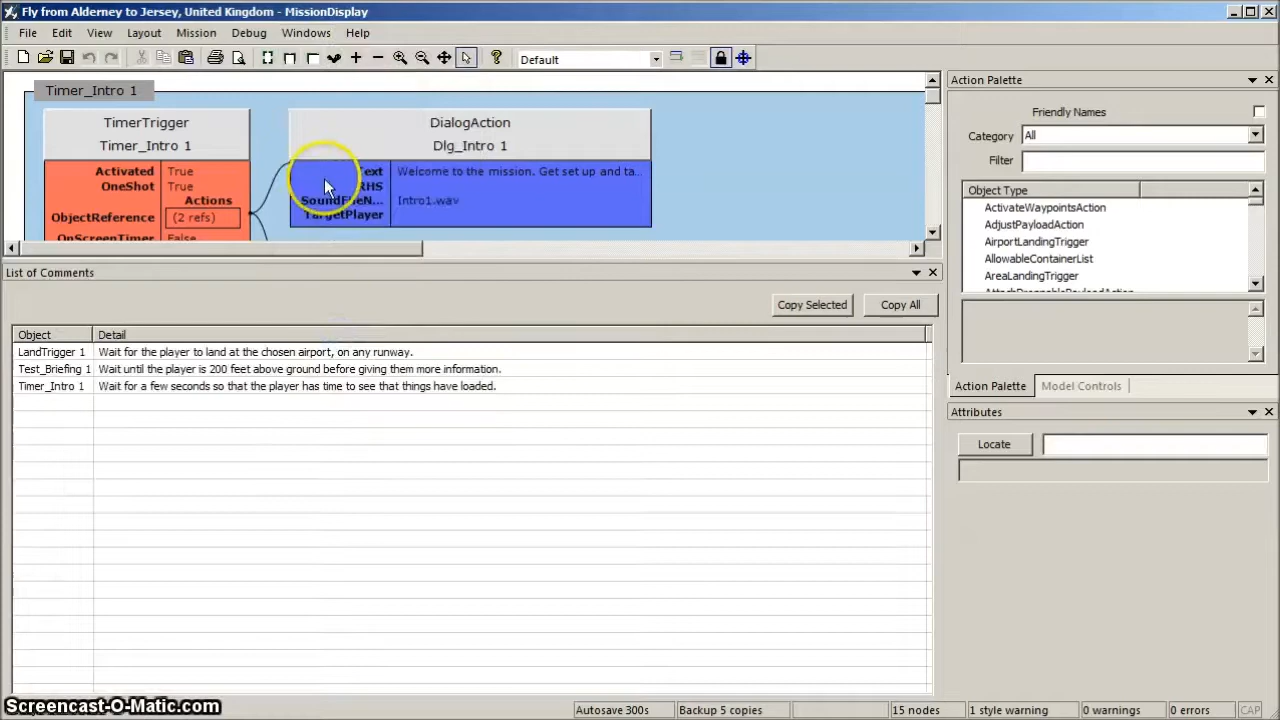 Fly from Alderney to Jersey, United Kingdom - MissionDisplay
File Edit View Layout Mission Debug Windows Help
Default
Timer_Intro 1
TimerTrigger
Timer_Intro 1
Activated True
OneShot True
Actions
ObjectReference (2 refs)
OnScreenTimer False
DialogAction
Dlg_Intro 1
Text Welcome to the mission. Get set up and ta...
RHS
SoundFileN... Intro1.wav
TargetPlayer
Action Palette
Friendly Names
Category All
Filter
Object Type
ActivateWaypointsAction
AdjustPayloadAction
AirportLandingTrigger
AllowableContainerList
AreaLandingTrigger
AttachDroppablePayloadAction
Action Palette Model Controls
Attributes
Locate
List of Comments
Copy Selected Copy All
Object Detail
LandTrigger 1 Wait for the player to land at the chosen airport, on any runway.
Test_Briefing 1 Wait until the player is 200 feet above ground before giving them more information.
Timer_Intro 1 Wait for a few seconds so that the player has time to see that things have loaded.
Screencast-O-Matic.com
Autosave 300s Backup 5 copies 15 nodes 1 style warning 0 warnings 0 errors CAP